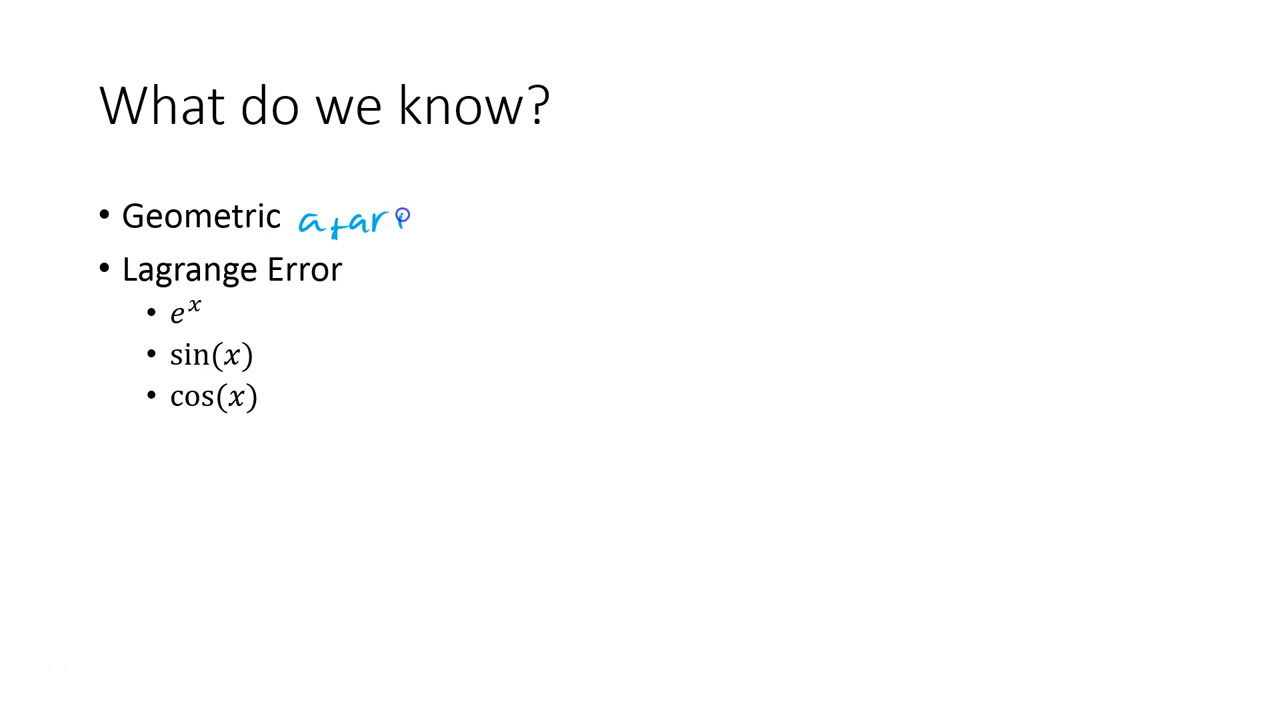 What do we know?
• Geometric a+ar
• Lagrange Error
• e^x
• sin(x)
• cos(x)